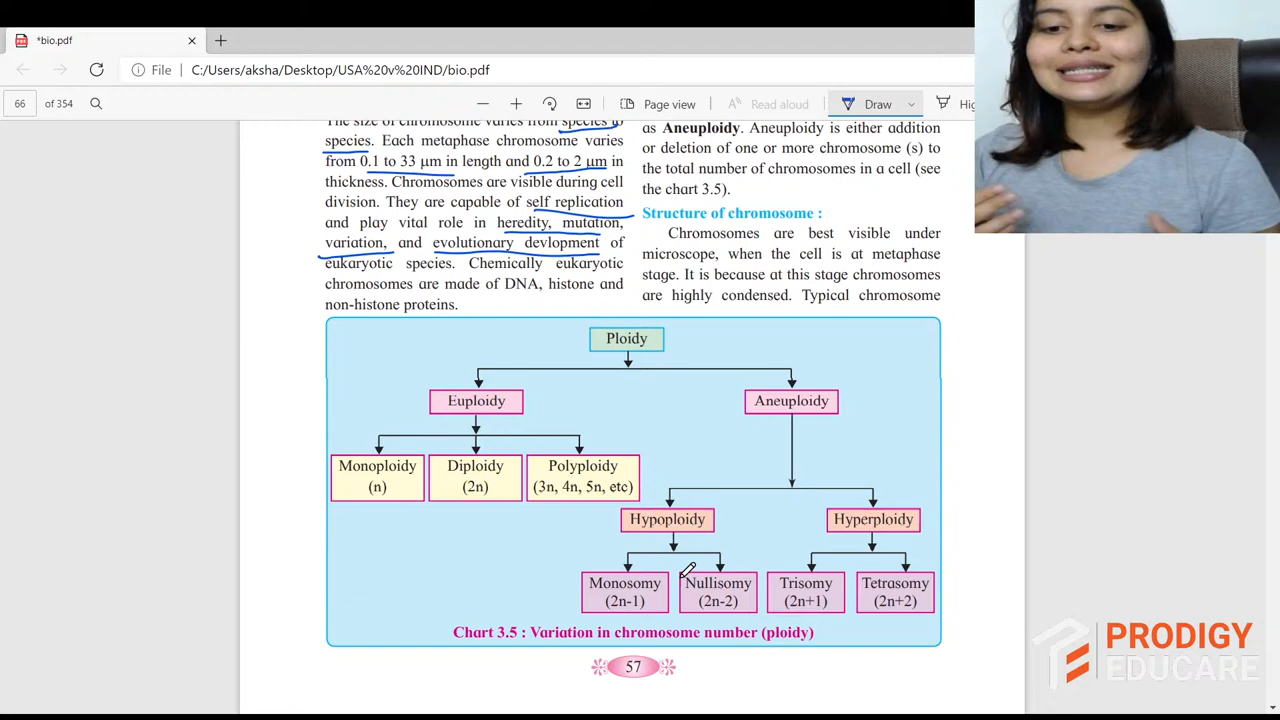 *bio.pdf
File
C:/Users/aksha/Desktop/USA%20v%20IND/bio.pdf
66 of 354
Page view
Read aloud
Draw
The size of chromosome varies from species to
species. Each metaphase chromosome varies
from 0.1 to 33 µm in length and 0.2 to 2 µm in
thickness. Chromosomes are visible during cell
division. They are capable of self replication
and play vital role in heredity, mutation,
variation, and evolutionary devlopment of
eukaryotic species. Chemically eukaryotic
chromosomes are made of DNA, histone and
non-histone proteins.
as Aneuploidy. Aneuploidy is either addition
or deletion of one or more chromosome (s) to
the total number of chromosomes in a cell (see
the chart 3.5).
Structure of chromosome :
Chromosomes are best visible under
microscope, when the cell is at metaphase
stage. It is because at this stage chromosomes
are highly condensed. Typical chromosome
Ploidy
Euploidy
Aneuploidy
Monoploidy
(n)
Diploidy
(2n)
Polyploidy
(3n, 4n, 5n, etc)
Hypoploidy
Hyperploidy
Monosomy
(2n-1)
Nullisomy
(2n-2)
Trisomy
(2n+1)
Tetrasomy
(2n+2)
Chart 3.5 : Variation in chromosome number (ploidy)
57
PRODIGY
EDUCARE